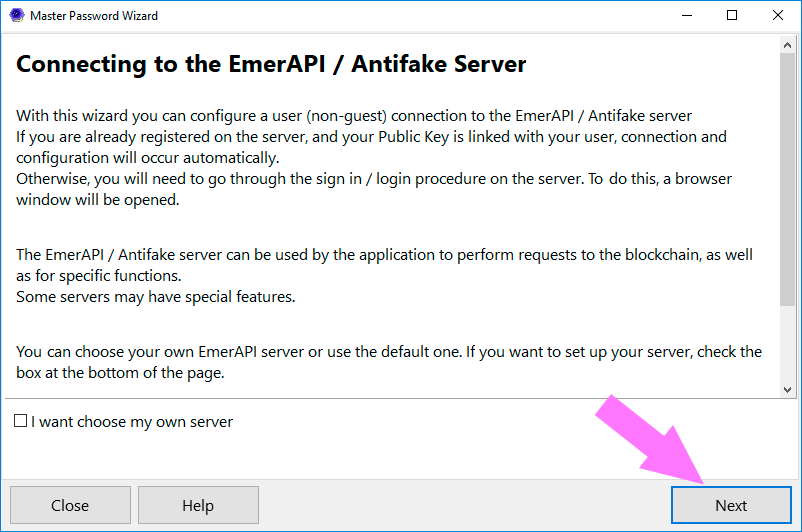 Master Password Wizard
Connecting to the EmerAPI / Antifake Server
With this wizard you can configure a user (non-guest) connection to the EmerAPI / Antifake server
If you are already registered on the server, and your Public Key is linked with your user, connection and
configuration will occur automatically.
Otherwise, you will need to go through the sign in / login procedure on the server. To do this, a browser
window will be opened.
The EmerAPI / Antifake server can be used by the application to perform requests to the blockchain, as well
as for specific functions.
Some servers may have special features.
You can choose your own EmerAPI server or use the default one. If you want to set up your server, check the
box at the bottom of the page.
I want choose my own server
Close
Help
Next